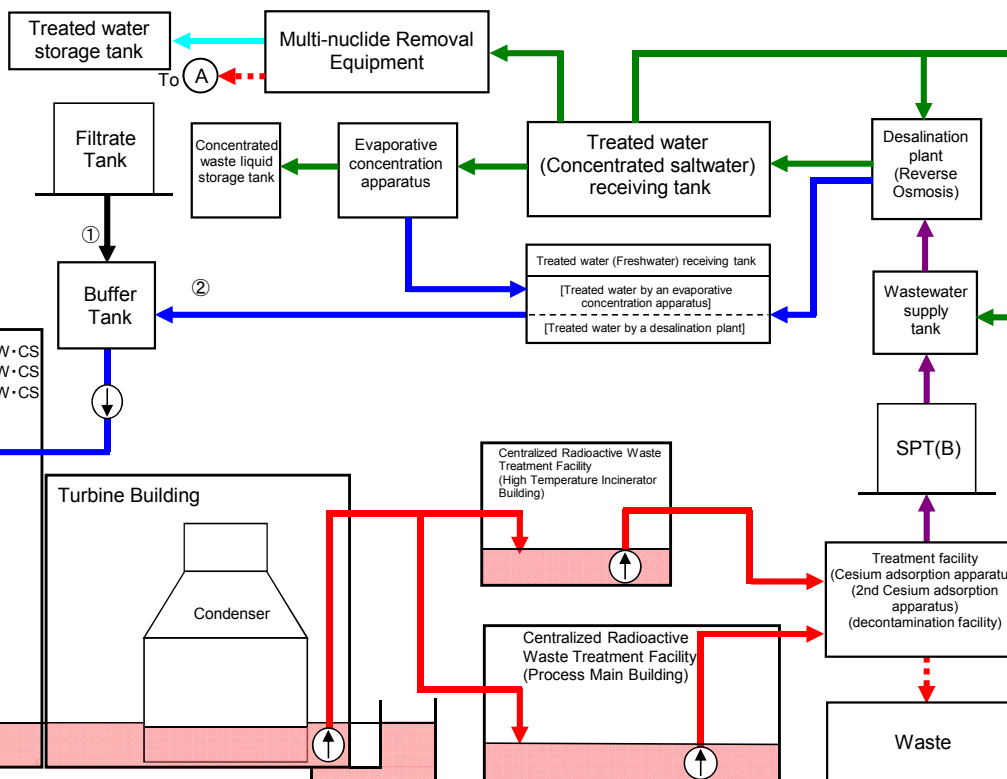 Treated water
storage tank
Multi-nuclide Removal
Equipment
To
A
Filtrate
Tank
Concentrated
waste liquid
storage tank
Evaporative
concentration
apparatus
Treated water
(Concentrated saltwater)
receiving tank
Desalination
plant
(Reverse
Osmosis)
①
②
Buffer
Tank
Treated water (Freshwater) receiving tank
[Treated water by an evaporative
concentration apparatus]
[Treated water by a desalination plant]
Wastewater
supply
tank
W・CS
W・CS
W・CS
SPT(B)
Centralized Radioactive Waste
Treatment Facility
(High Temperature Incinerator
Building)
Turbine Building
Condenser
Treatment facility
(Cesium adsorption apparatu
(2nd Cesium adsorption
apparatus)
(decontamination facility)
Centralized Radioactive
Waste Treatment Facility
(Process Main Building)
Waste